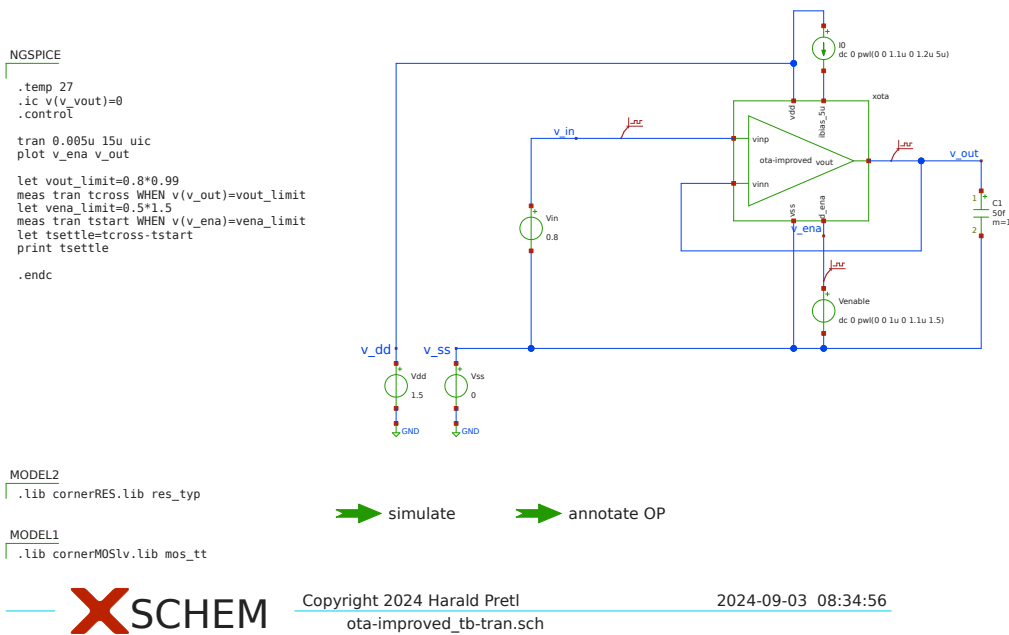 NGSPICE
.temp 27
.ic v(v_vout)=0
.control
tran 0.005u 15u uic
plot v_ena v_out
let vout_limit=0.8*0.99
meas tran tcross WHEN v(v_out)=vout_limit
let vena_limit=0.5*1.5
meas tran tstart WHEN v(v_ena)=vena_limit
let tsettle=tcross-tstart
print tsettle
.endc
I0
dc 0 pwl(0 0 1.1u 0 1.2u 5u)
xota
vdd
ibias_5u
v_in
vinp
ota-improved
vout
v_out
vinn
vss
d_ena
v_ena
1
C1
50f
m=1
2
Vin
0.8
Venable
dc 0 pwl(0 0 1u 0 1.1u 1.5)
v_dd
v_ss
Vdd
1.5
Vss
0
GND
GND
MODEL2
.lib cornerRES.lib res_typ
simulate
annotate OP
MODEL1
.lib cornerMOSlv.lib mos_tt
XSCHEM
Copyright 2024 Harald Pretl
2024-09-03 08:34:56
ota-improved_tb-tran.sch